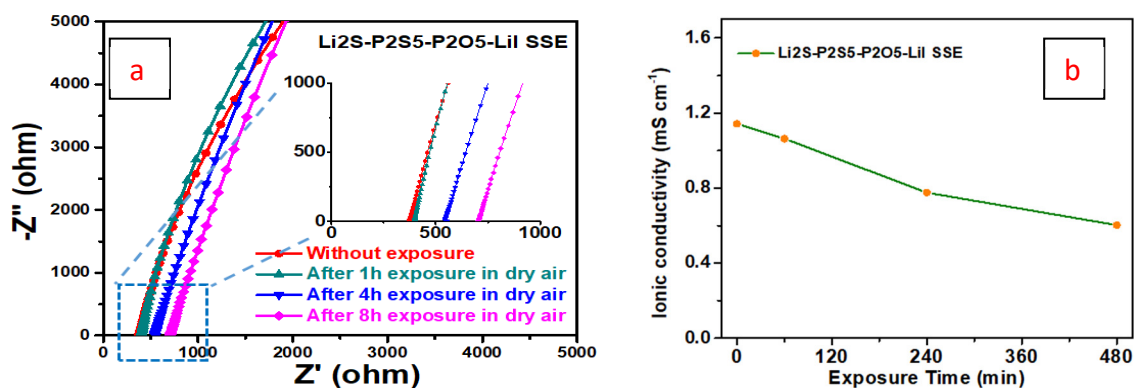 a
Li2S-P2S5-P2O5-LiI SSE
5000
4000
3000
2000
1000
0
-Z'' (ohm)
1000
500
0
0 500 1000
Without exposure
After 1h exposure in dry air
After 4h exposure in dry air
After 8h exposure in dry air
0 1000 2000 3000 4000 5000
Z' (ohm)
b
Li2S-P2S5-P2O5-LiI SSE
1.6
1.2
0.8
0.4
0.0
Ionic conductivity (mS cm⁻¹)
0 120 240 360 480
Exposure Time (min)